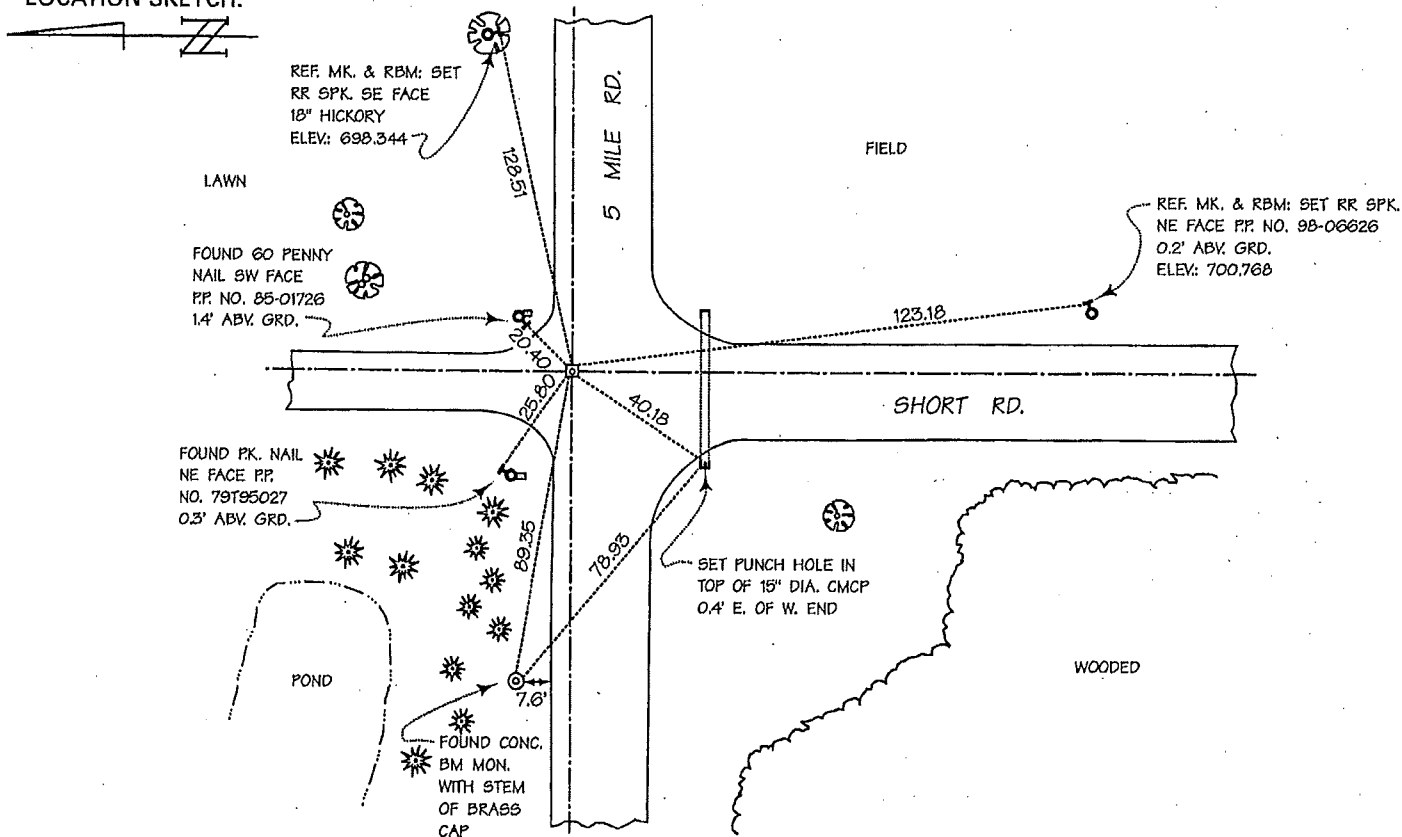 LOCATION SKETCH:
N
REF. MK. & RBM: SET
RR SPK. SE FACE
18" HICKORY
ELEV.: 698.344
5 MILE RD.
FIELD
128.51
LAWN
REF. MK. & RBM: SET RR SPK.
NE FACE P.P. NO. 98-06626
0.2' ABV. GRD.
ELEV.: 700.768
FOUND 60 PENNY
NAIL SW FACE
P.P. NO. 85-01726
1.4' ABV. GRD.
123.18
20.40
25.80
40.18
SHORT RD.
FOUND P.K. NAIL
NE FACE P.P.
NO. 79T95027
0.3' ABV. GRD.
89.35
78.93
SET PUNCH HOLE IN
TOP OF 15" DIA. CMCP
0.4' E. OF W. END
POND
7.6'
WOODED
FOUND CONC.
BM MON.
WITH STEM
OF BRASS
CAP